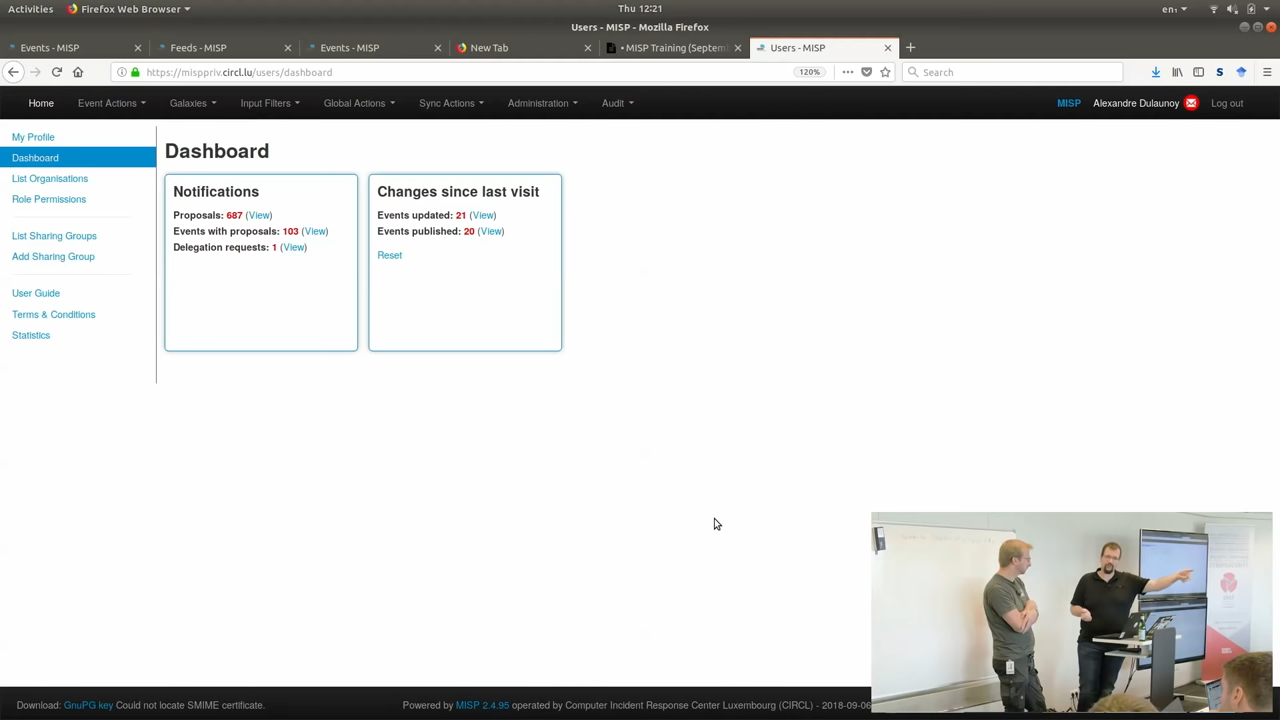 Activities
Firefox Web Browser
Thu 12:21
en₁
Users - MISP - Mozilla Firefox
Events - MISP
Feeds - MISP
Events - MISP
New Tab
• MISP Training (Septem
Users - MISP
https://misppriv.circl.lu/users/dashboard
120%
Search
Home
Event Actions
Galaxies
Input Filters
Global Actions
Sync Actions
Administration
Audit
MISP
Alexandre Dulaunoy
Log out
My Profile
Dashboard
List Organisations
Role Permissions
List Sharing Groups
Add Sharing Group
User Guide
Terms & Conditions
Statistics
Dashboard
Notifications
Proposals: 687 (View)
Events with proposals: 103 (View)
Delegation requests: 1 (View)
Changes since last visit
Events updated: 21 (View)
Events published: 20 (View)
Reset
Download: GnuPG key Could not locate SMIME certificate.
Powered by MISP 2.4.95 operated by Computer Incident Response Center Luxembourg (CIRCL) - 2018-09-06